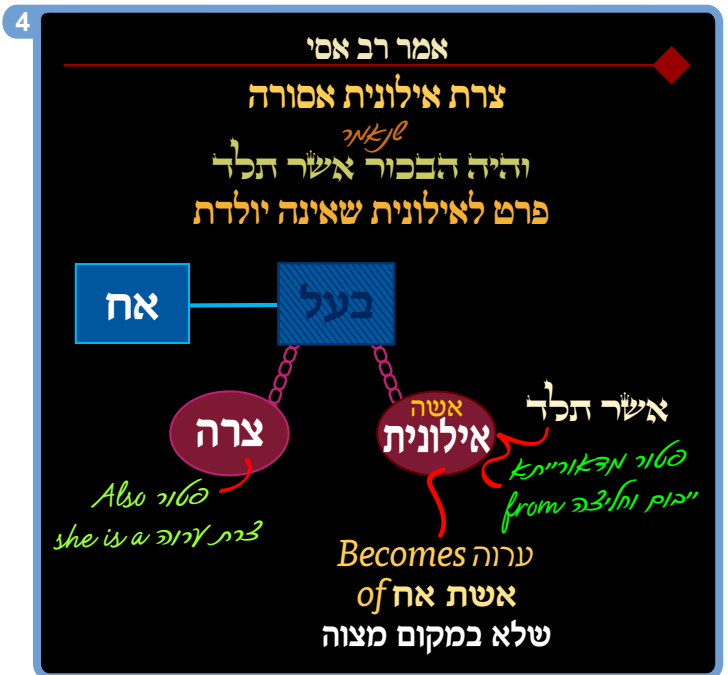 4
אמר רב אסי
צרת אילונית אסורה
שנאמר
והיה הבכור אשר תלד
פרט לאילונית שאינה יולדת
אח
בעל
צרה
אשה
אילונית
אשר תלד
פטור מדאורייתא
from ייבום וחליצה
Also פטור
she is a צרת ערוה
Becomes ערוה
of אשת אח
שלא במקום מצוה